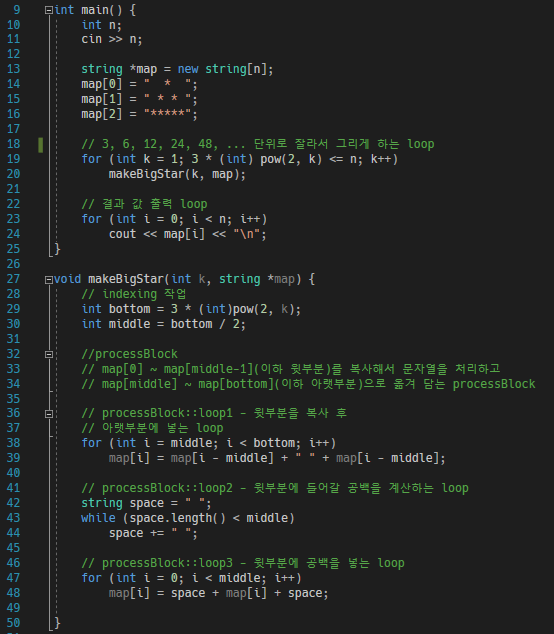 9 int main() {
10 int n;
11 cin >> n;
12
13 string *map = new string[n];
14 map[0] = "  *  ";
15 map[1] = " * * ";
16 map[2] = "*****";
17
18 // 3, 6, 12, 24, 48, ... 단위로 잘라서 그리게 하는 loop
19 for (int k = 1; 3 * (int) pow(2, k) <= n; k++)
20 makeBigStar(k, map);
21
22 // 결과 값 출력 loop
23 for (int i = 0; i < n; i++)
24 cout << map[i] << "\n";
25 }
26
27 void makeBigStar(int k, string *map) {
28 // indexing 작업
29 int bottom = 3 * (int)pow(2, k);
30 int middle = bottom / 2;
31
32 //processBlock
33 // map[0] ~ map[middle-1](이하 윗부분)를 복사해서 문자열을 처리하고
34 // map[middle] ~ map[bottom](이하 아랫부분)으로 옮겨 담는 processBlock
35
36 // processBlock::loop1 - 윗부분을 복사 후
37 // 아랫부분에 넣는 loop
38 for (int i = middle; i < bottom; i++)
39 map[i] = map[i - middle] + " " + map[i - middle];
40
41 // processBlock::loop2 - 윗부분에 들어갈 공백을 계산하는 loop
42 string space = " ";
43 while (space.length() < middle)
44 space += " ";
45
46 // processBlock::loop3 - 윗부분에 공백을 넣는 loop
47 for (int i = 0; i < middle; i++)
48 map[i] = space + map[i] + space;
49
50 }